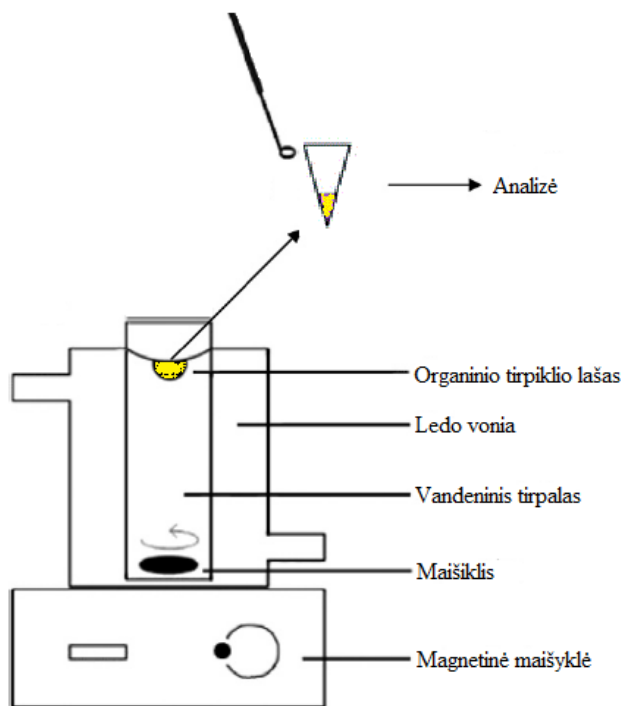 Analizė
Organinio tirpiklio lašas
Ledo vonia
Vandeninis tirpalas
Maišiklis
Magnetinė maišyklė